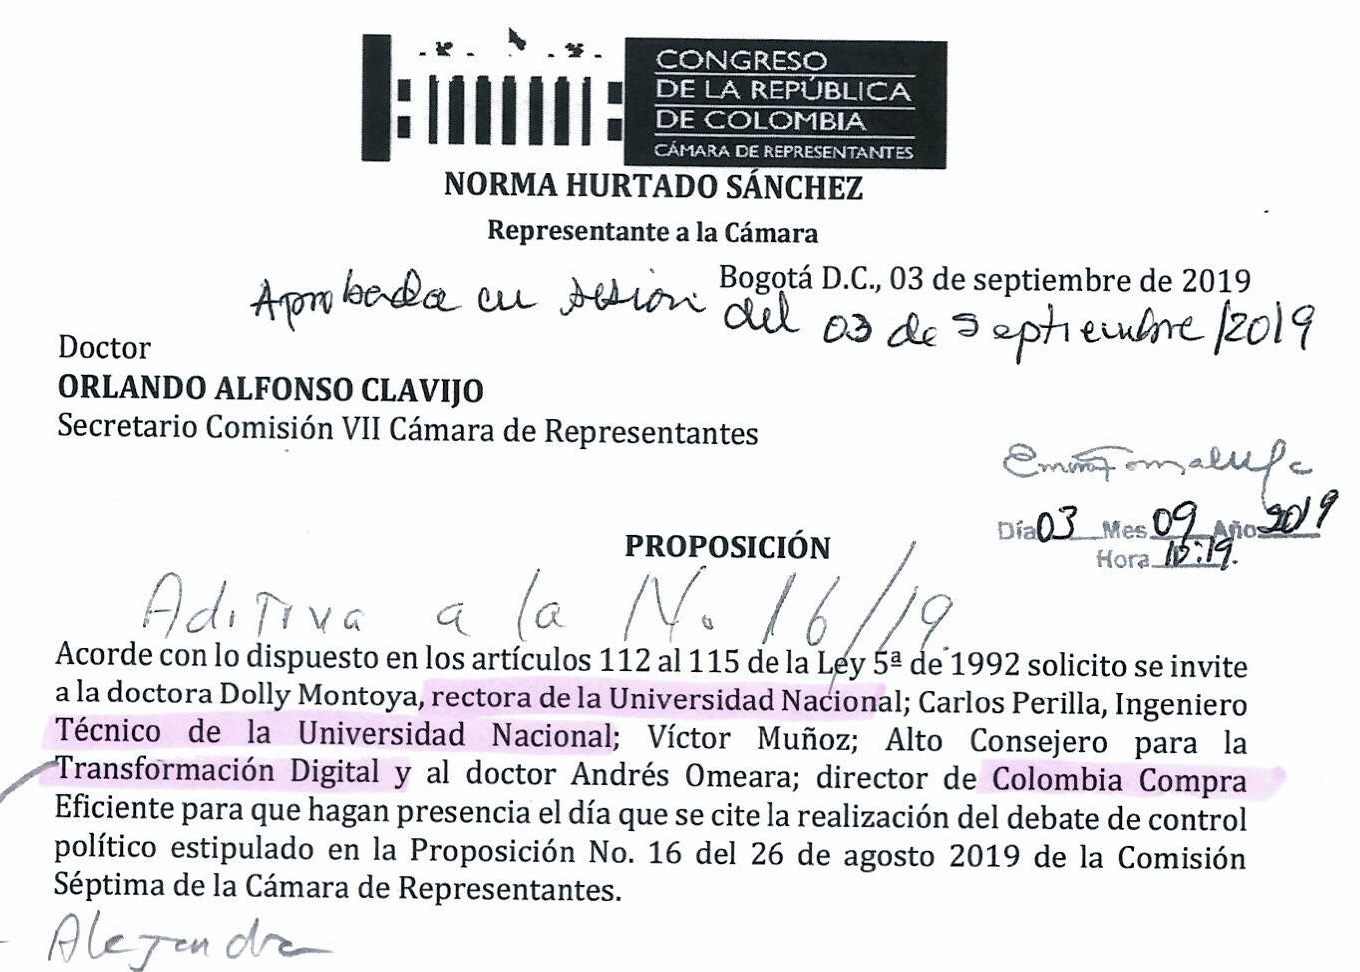 CONGRESO
DE LA REPÚBLICA
DE COLOMBIA
CÁMARA DE REPRESENTANTES
NORMA HURTADO SÁNCHEZ
Representante a la Cámara
Bogotá D.C., 03 de septiembre de 2019
Aprobada en sesión
del 03 de septiembre/2019
Doctor
ORLANDO ALFONSO CLAVIJO
Secretario Comisión VII Cámara de Representantes
Día 03 Mes 09 Año 2019
Hora 10:19.
PROPOSICIÓN
Aditiva a la N. 16/19.
Acorde con lo dispuesto en los artículos 112 al 115 de la Ley 5ª de 1992 solicito se invite
a la doctora Dolly Montoya, rectora de la Universidad Nacional; Carlos Perilla, Ingeniero
Técnico de la Universidad Nacional; Víctor Muñoz; Alto Consejero para la
Transformación Digital y al doctor Andrés Omeara; director de Colombia Compra
Eficiente para que hagan presencia el día que se cite la realización del debate de control
político estipulado en la Proposición No. 16 del 26 de agosto 2019 de la Comisión
Séptima de la Cámara de Representantes.
Alejandra